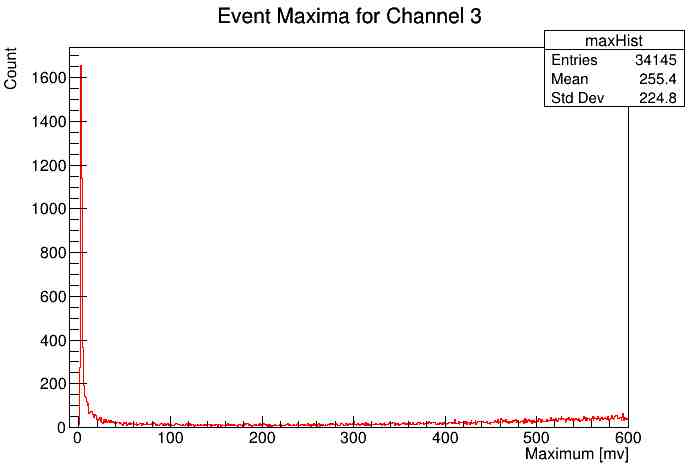 Event Maxima for Channel 3
maxHist
Entries 34145
Mean 255.4
Std Dev 224.8
Count
1600
1400
1200
1000
800
600
400
200
0
0 100 200 300 400 500 600
Maximum [mv]